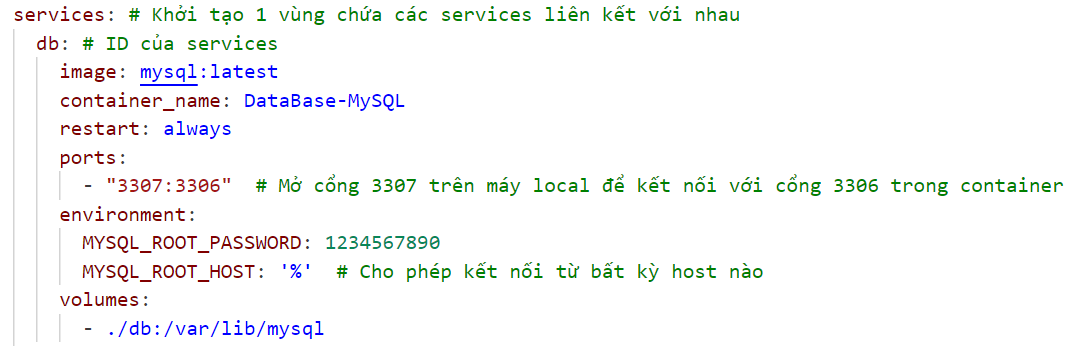 services: # Khởi tạo 1 vùng chứa các services liên kết với nhau
  db: # ID của services
    image: mysql:latest
    container_name: DataBase-MySQL
    restart: always
    ports:
      - "3307:3306"  # Mở cổng 3307 trên máy local để kết nối với cổng 3306 trong container
    environment:
      MYSQL_ROOT_PASSWORD: 1234567890
      MYSQL_ROOT_HOST: '%'  # Cho phép kết nối từ bất kỳ host nào
    volumes:
      - ./db:/var/lib/mysql